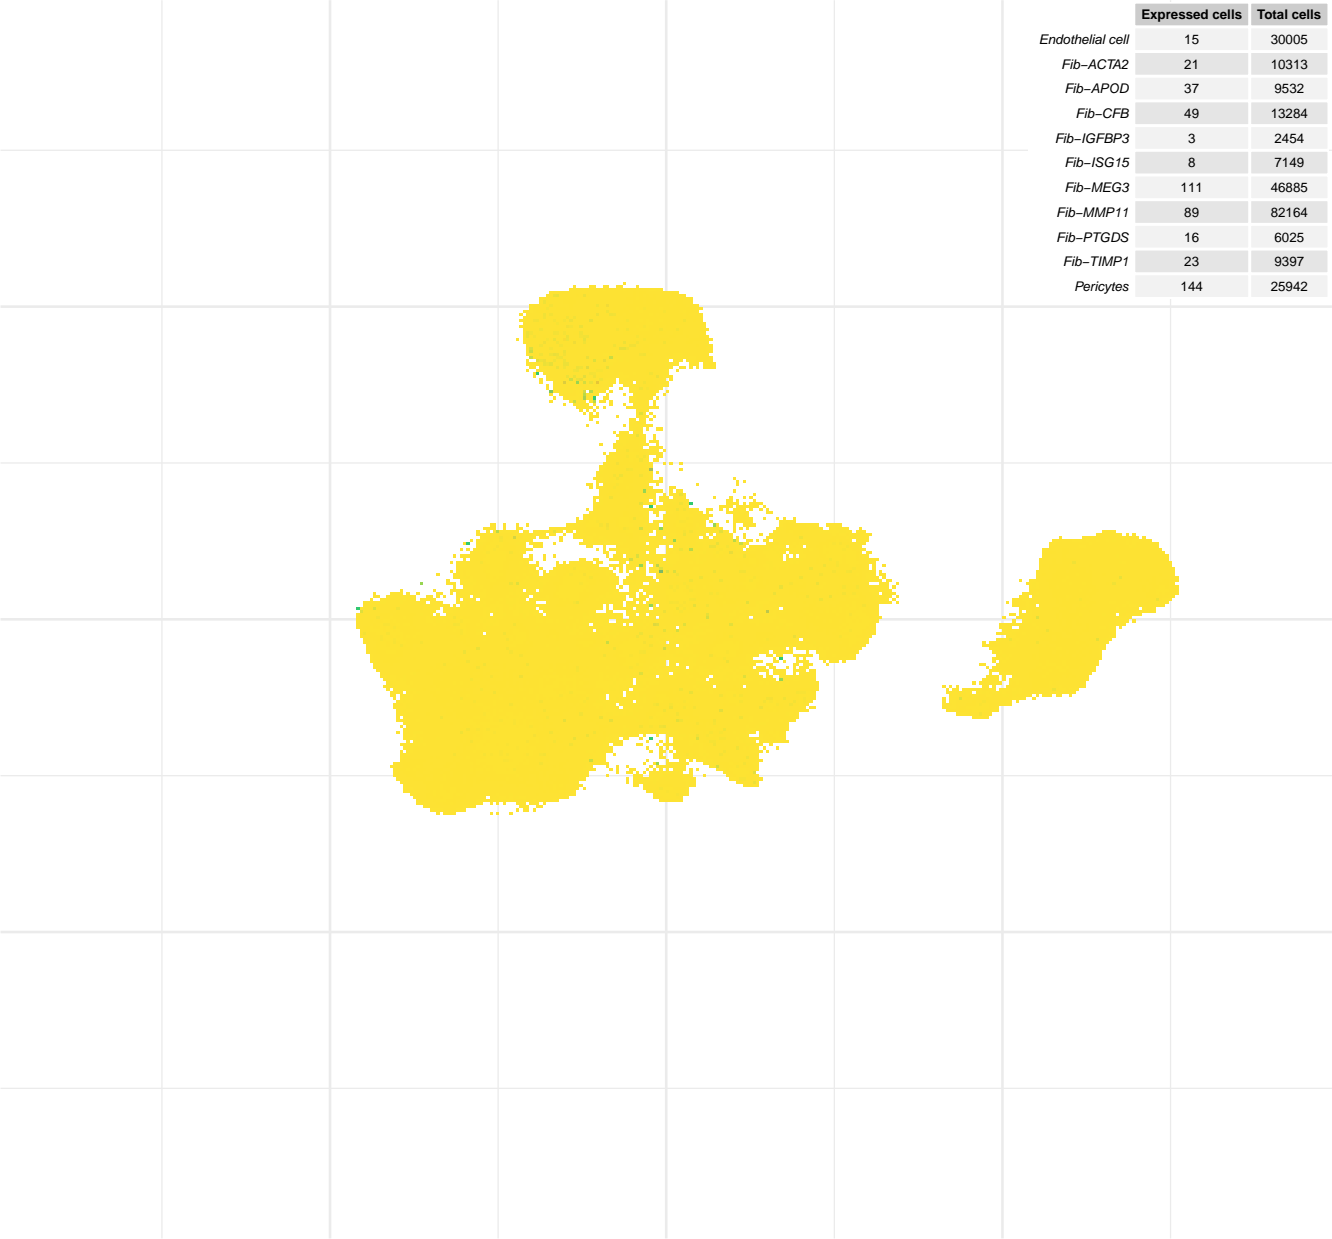 Expressed cells Total cells
Endothelial cell 15 30005
Fib–ACTA2 21 10313
Fib–APOD 37 9532
Fib–CFB 49 13284
Fib–IGFBP3 3 2454
Fib–ISG15 8 7149
Fib–MEG3 111 46885
Fib–MMP11 89 82164
Fib–PTGDS 16 6025
Fib–TIMP1 23 9397
Pericytes 144 25942